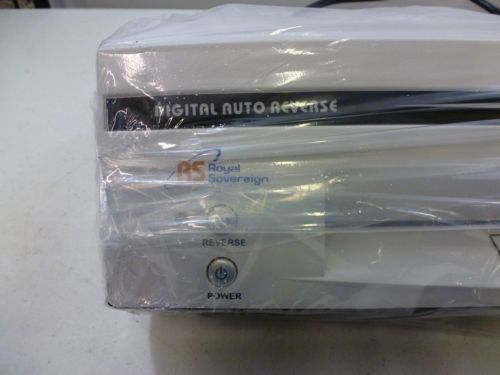 DIGITAL AUTO REVERSE
RS Royal
Sovereign
REVERSE
POWER